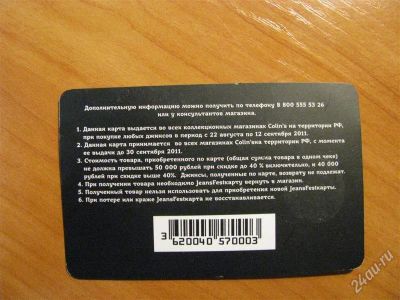 Дополнительную информацию можно получить по телефону 8 800 555 53 26
или у консультантов магазина.
1. Данная карта выдается во всех коллекционных магазинах Colin's на территории РФ,
при покупке любых джинсов в период с 22 августа по 12 сентября 2011.
2. Данная карта принимается во всех магазинах Colin'sна территории РФ, с момента
ее выдачи до 30 сентября 2011.
3. Стоимость товара, приобретенного по карте (общая сумма товара в одном чеке)
не должна превышать 50 000 рублей при скидке до 40 % включительно, и 40 000
рублей при скидке выше 40%. Джинсы, полученные по карте, возврату не подлежат.
4. При получении товара необходимо JeansFestкарту вернуть в магазин.
5. Полученный товар нельзя использовать для приобретения новой JeansFestкарты.
6. При потере или краже JeansFestкарта не восстанавливается.
3 620040 570003
24au.ru